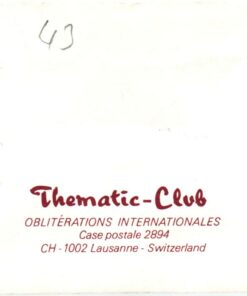 43
Thematic-Club
OBLITÉRATIONS INTERNATIONALES
Case postale 2894
CH - 1002 Lausanne - Switzerland